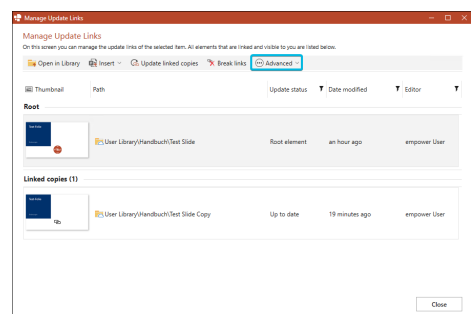 Manage Update Links
Manage Update Links
On this screen you can manage the update links of the selected item. All elements that are linked and visible to you are listed below.
Open in Library Insert Update linked copies Break links Advanced
Thumbnail Path Update status Date modified Editor
Root
User Library\Handbuch\Test Slide Root element an hour ago empower User
Linked copies (1)
User Library\Handbuch\Test Slide Copy Up to date 19 minutes ago empower User
Close